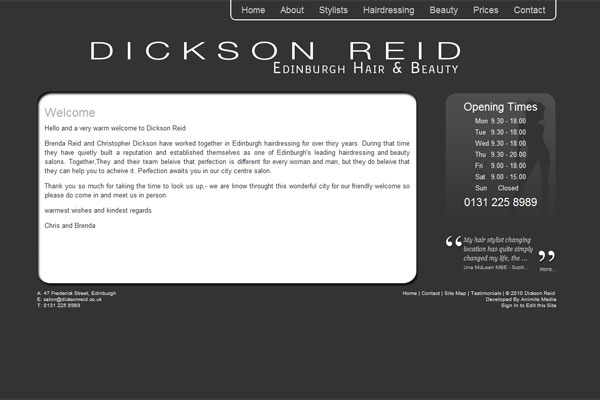 Home About Stylists Hairdressing Beauty Prices Contact
DICKSON REID
Edinburgh Hair & Beauty
Welcome
Hello and a very warm welcome to Dickson Reid
Brenda Reid and Christopher Dickson have worked together in Edinburgh hairdressing for over thiry years. During that time
they have quietly built a reputation and established themselves as one of Edinburgh's leading hairdressing and beauty
salons. Together,They and their team beleive that perfection is different for every woman and man, but they do beleive that
they can help you to acheive it. Perfection awaits you in our city centre salon.
Thank you so much for taking the time to look us up,- we are know throught this wonderful city for our friendly welcome so
please do come in and meet us in person.
warmest wishes and kindest regards
Chris and Brenda
Opening Times
Mon 9.30 - 18.00
Tue 9.30 - 18.00
Wed 9.30 - 18.00
Thu 9.30 - 20.00
Fri 9.00 - 18.00
Sat 9.00 - 15.00
Sun Closed
0131 225 8989
“ My hair stylist changing
location has quite simply
changed my life, the ... ”
Una McLean MBE - Scott...
more...
A: 47 Frederick Street, Edinburgh
E: salon@dicksonreid.co.uk
T: 0131 225 8989
Home | Contact | Site Map | Testimonials | © 2010 Dickson Reid
Developed By Animite Media
Sign In to Edit this Site